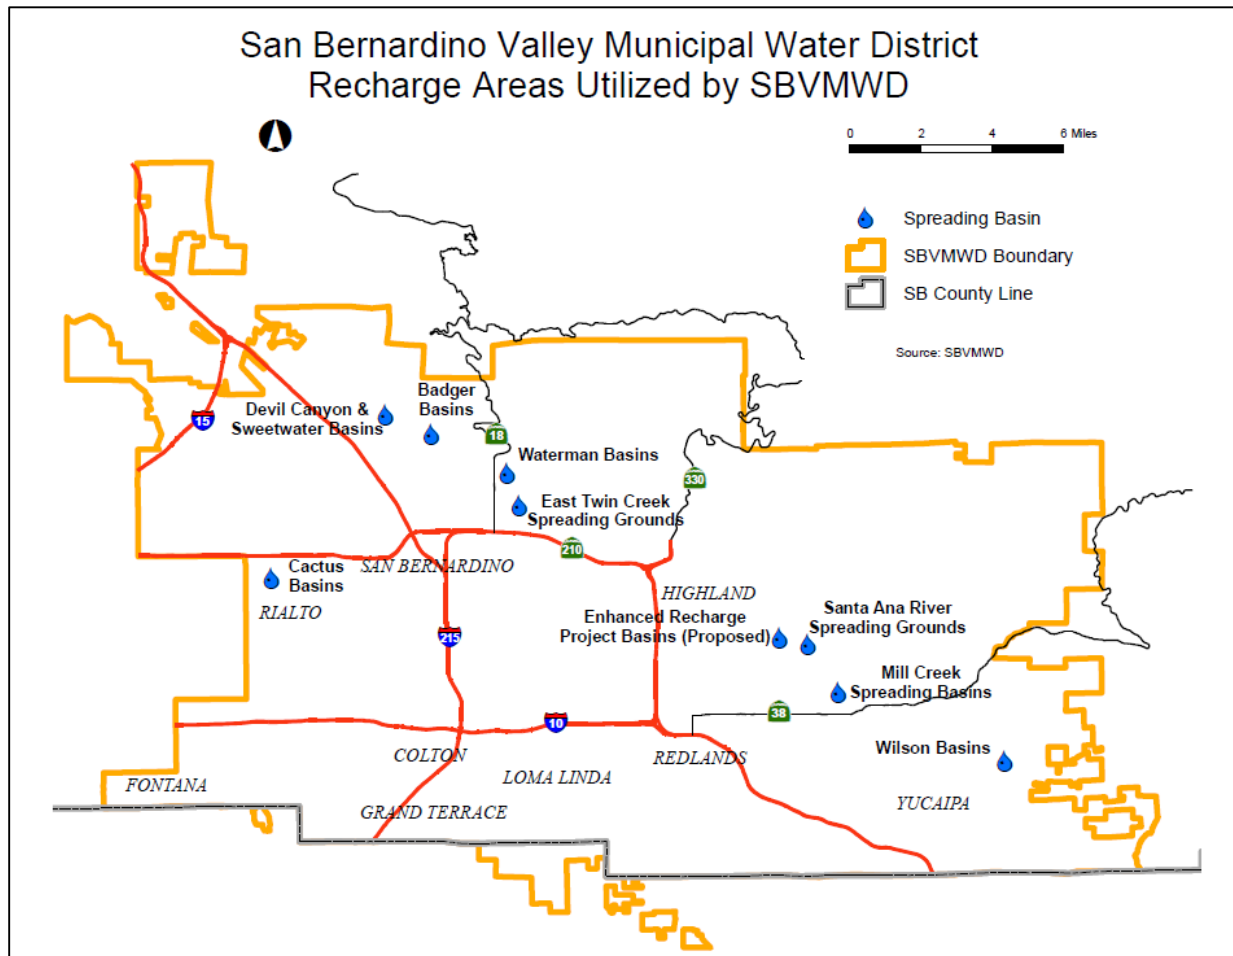 San Bernardino Valley Municipal Water District
Recharge Areas Utilized by SBVMWD
0 2 4 6 Miles
Spreading Basin
SBVMWD Boundary
SB County Line
Source: SBVMWD
15
Devil Canyon &
Sweetwater Basins
Badger
Basins
18
Waterman Basins
330
East Twin Creek
Spreading Grounds
210
SAN BERNARDINO
Cactus
Basins
RIALTO
HIGHLAND
215
Enhanced Recharge
Project Basins (Proposed)
Santa Ana River
Spreading Grounds
Mill Creek
Spreading Basins
10
38
COLTON
LOMA LINDA
REDLANDS
Wilson Basins
FONTANA
GRAND TERRACE
YUCAIPA